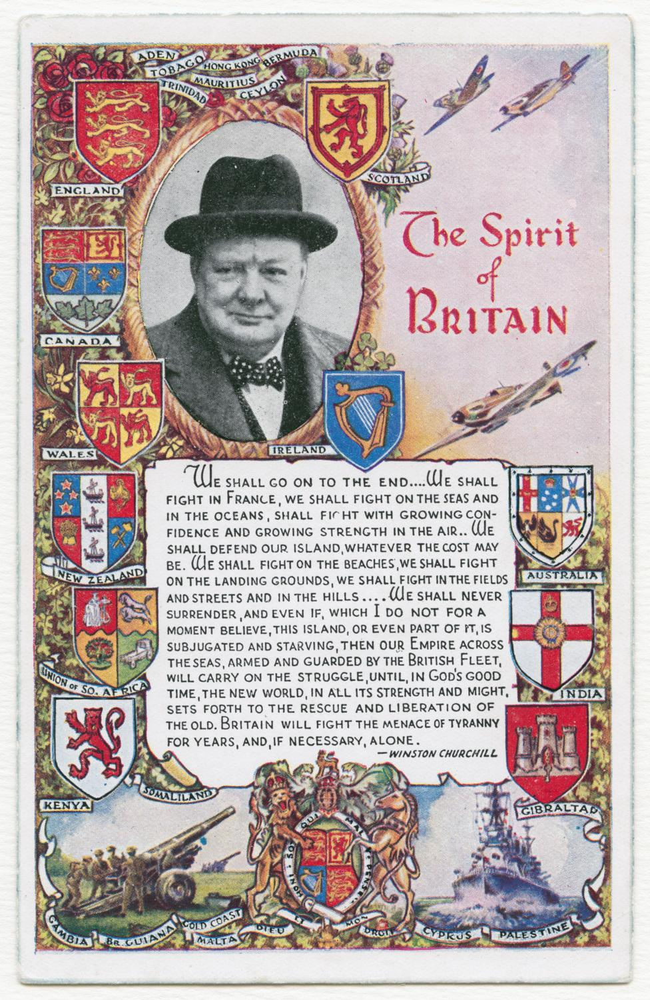 ADEN
TOBAGO
HONG KONG
BERMUDA
MAURITIUS
TRINIDAD
CEYLON
ENGLAND
SCOTLAND
The Spirit
of
BRITAIN
CANADA
WALES
IRELAND
WE SHALL GO ON TO THE END....WE SHALL
FIGHT IN FRANCE, WE SHALL FIGHT ON THE SEAS AND
IN THE OCEANS, SHALL FIGHT WITH GROWING CON-
FIDENCE AND GROWING STRENGTH IN THE AIR.. WE
SHALL DEFEND OUR ISLAND, WHATEVER THE COST MAY
BE. WE SHALL FIGHT ON THE BEACHES, WE SHALL FIGHT
ON THE LANDING GROUNDS, WE SHALL FIGHT IN THE FIELDS
AND STREETS AND IN THE HILLS .... WE SHALL NEVER
SURRENDER, AND EVEN IF, WHICH I DO NOT FOR A
MOMENT BELIEVE, THIS ISLAND, OR EVEN PART OF IT, IS
SUBJUGATED AND STARVING, THEN OUR EMPIRE ACROSS
THE SEAS, ARMED AND GUARDED BY THE BRITISH FLEET,
WILL CARRY ON THE STRUGGLE, UNTIL, IN GOD'S GOOD
TIME, THE NEW WORLD, IN ALL ITS STRENGTH AND MIGHT,
SETS FORTH TO THE RESCUE AND LIBERATION OF
THE OLD. BRITAIN WILL FIGHT THE MENACE OF TYRANNY
FOR YEARS, AND, IF NECESSARY, ALONE.
—WINSTON CHURCHILL
NEW ZEALAND
AUSTRALIA
UNION OF SO. AFRICA
INDIA
KENYA
SOMALILAND
GIBRALTAR
HONI · SOIT QUI MAL Y PENSE
GAMBIA
BR. GUIANA
GOLD COAST
MALTA
DIEU ET MON DROIT
CYPRUS
PALESTINE